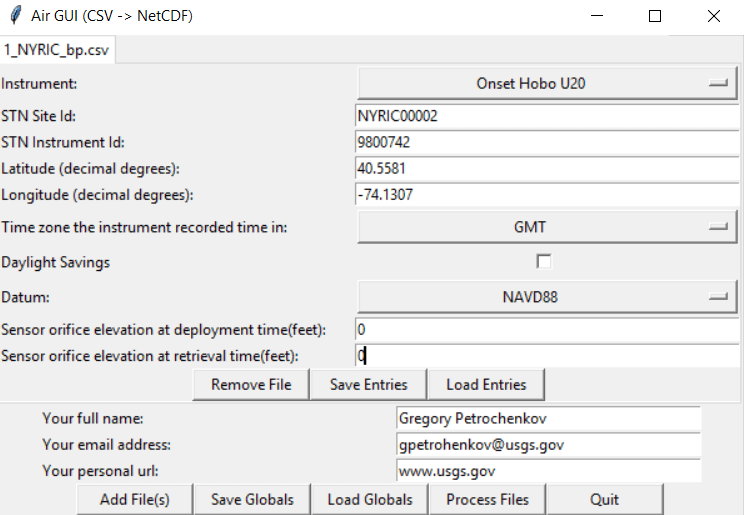 Air GUI (CSV -> NetCDF)
1_NYRIC_bp.csv
Instrument: Onset Hobo U20
STN Site Id: NYRIC00002
STN Instrument Id: 9800742
Latitude (decimal degrees): 40.5581
Longitude (decimal degrees): -74.1307
Time zone the instrument recorded time in: GMT
Daylight Savings
Datum: NAVD88
Sensor orifice elevation at deployment time(feet): 0
Sensor orifice elevation at retrieval time(feet): 0
Remove File Save Entries Load Entries
Your full name: Gregory Petrochenkov
Your email address: gpetrohenkov@usgs.gov
Your personal url: www.usgs.gov
Add File(s) Save Globals Load Globals Process Files Quit